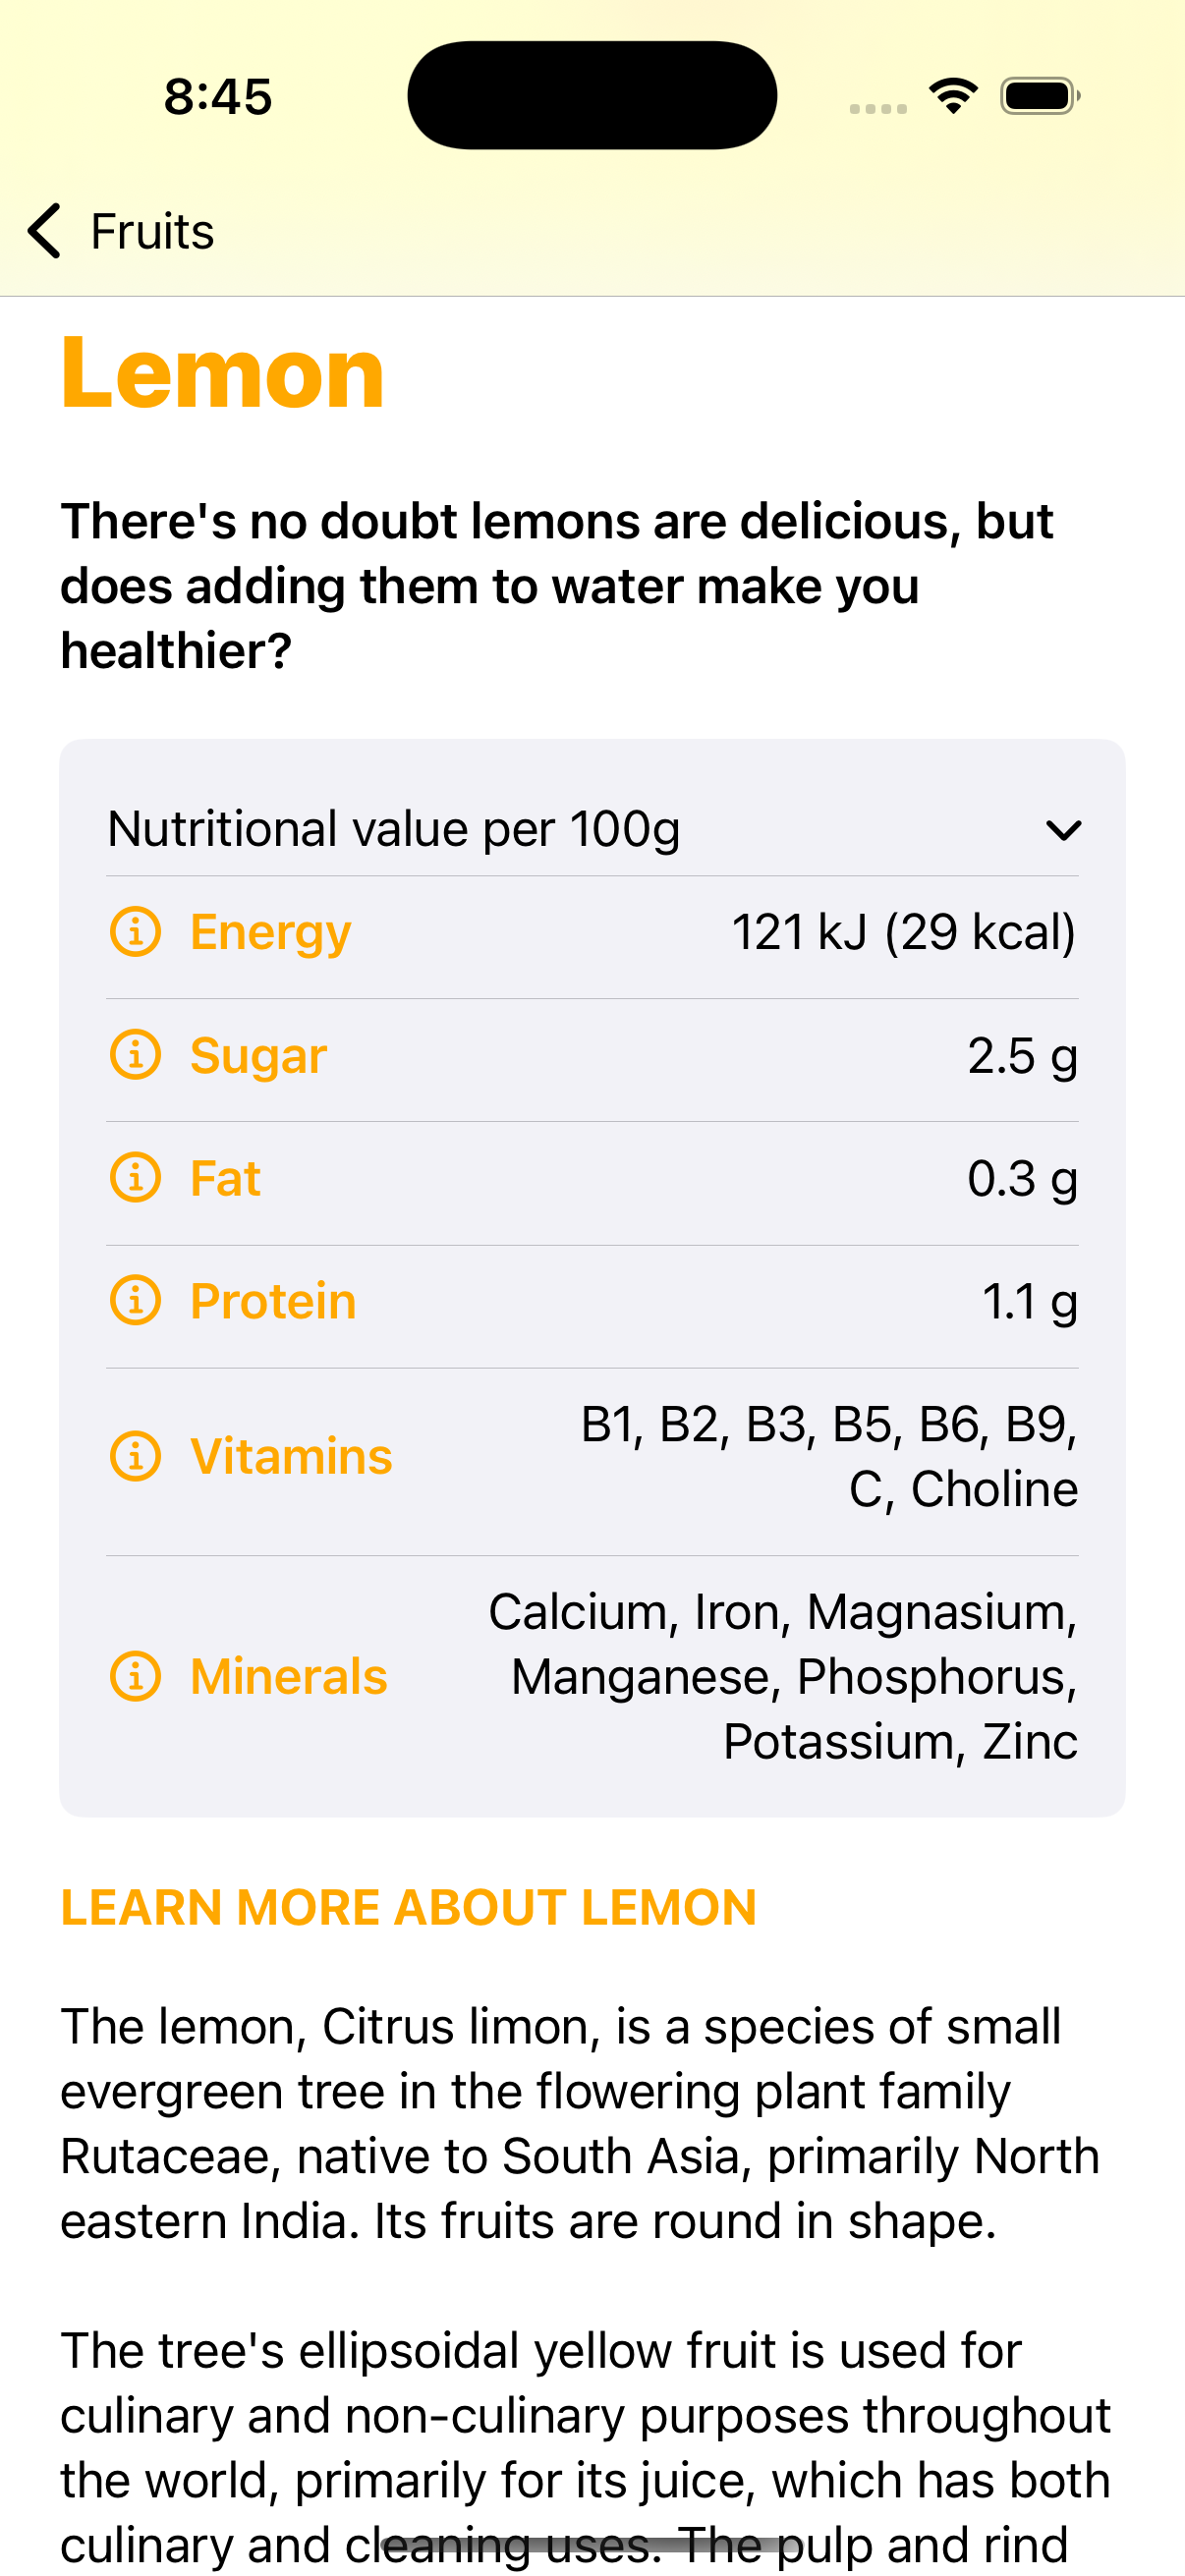 8:45
Fruits
Lemon
There's no doubt lemons are delicious, but
does adding them to water make you
healthier?
Nutritional value per 100g
Energy 121 kJ (29 kcal)
Sugar 2.5 g
Fat 0.3 g
Protein 1.1 g
Vitamins B1, B2, B3, B5, B6, B9,
C, Choline
Minerals Calcium, Iron, Magnasium,
Manganese, Phosphorus,
Potassium, Zinc
LEARN MORE ABOUT LEMON
The lemon, Citrus limon, is a species of small
evergreen tree in the flowering plant family
Rutaceae, native to South Asia, primarily North
eastern India. Its fruits are round in shape.
The tree's ellipsoidal yellow fruit is used for
culinary and non-culinary purposes throughout
the world, primarily for its juice, which has both
culinary and cleaning uses. The pulp and rind